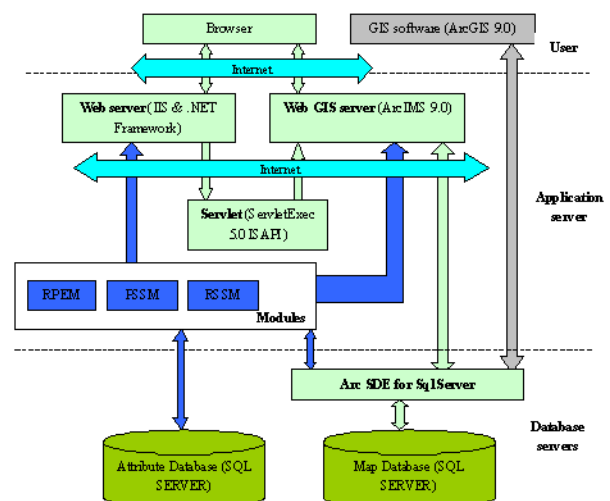 Browser
GIS software (ArcGIS 9.0)
User
Internet
Web server(IIS & .NET
Framework)
Web GIS server(ArcIMS 9.0)
Internet
Application
server
Servlet(ServletExec
5.0 ISAPI)
RPEM
FSSM
RSSM
Modules
Arc SDE for SqlServer
Database
servers
Attribute Database (SQL
SERVER)
Map Database (SQL
SERVER)